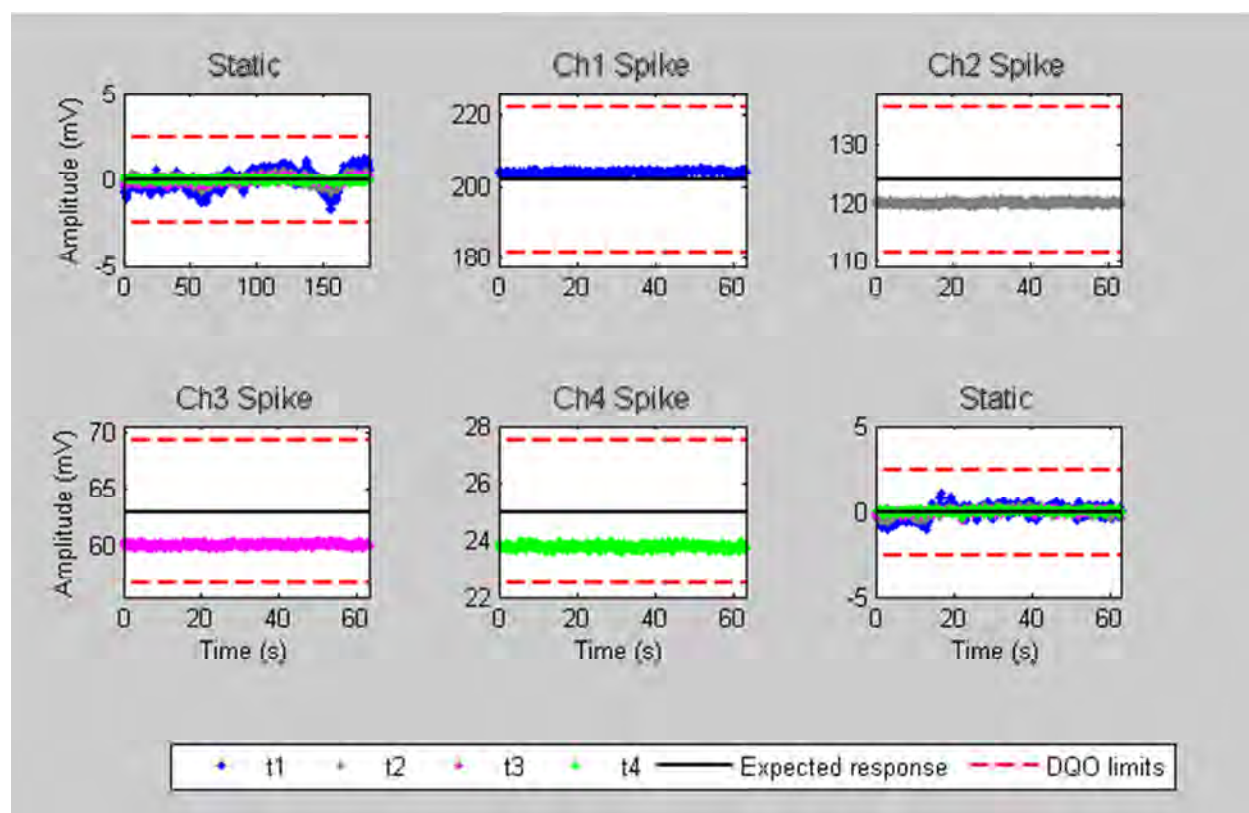 Static
Ch1 Spike
Ch2 Spike
Amplitude (mV)
5
0
-5
0 50 100 150
220
200
180
0 20 40 60
130
120
110
0 20 40 60
Ch3 Spike
Ch4 Spike
Static
Amplitude (mV)
70
65
60
0 20 40 60
Time (s)
28
26
24
22
0 20 40 60
Time (s)
5
0
-5
0 20 40 60
Time (s)
t1 t2 t3 t4 Expected response DQO limits